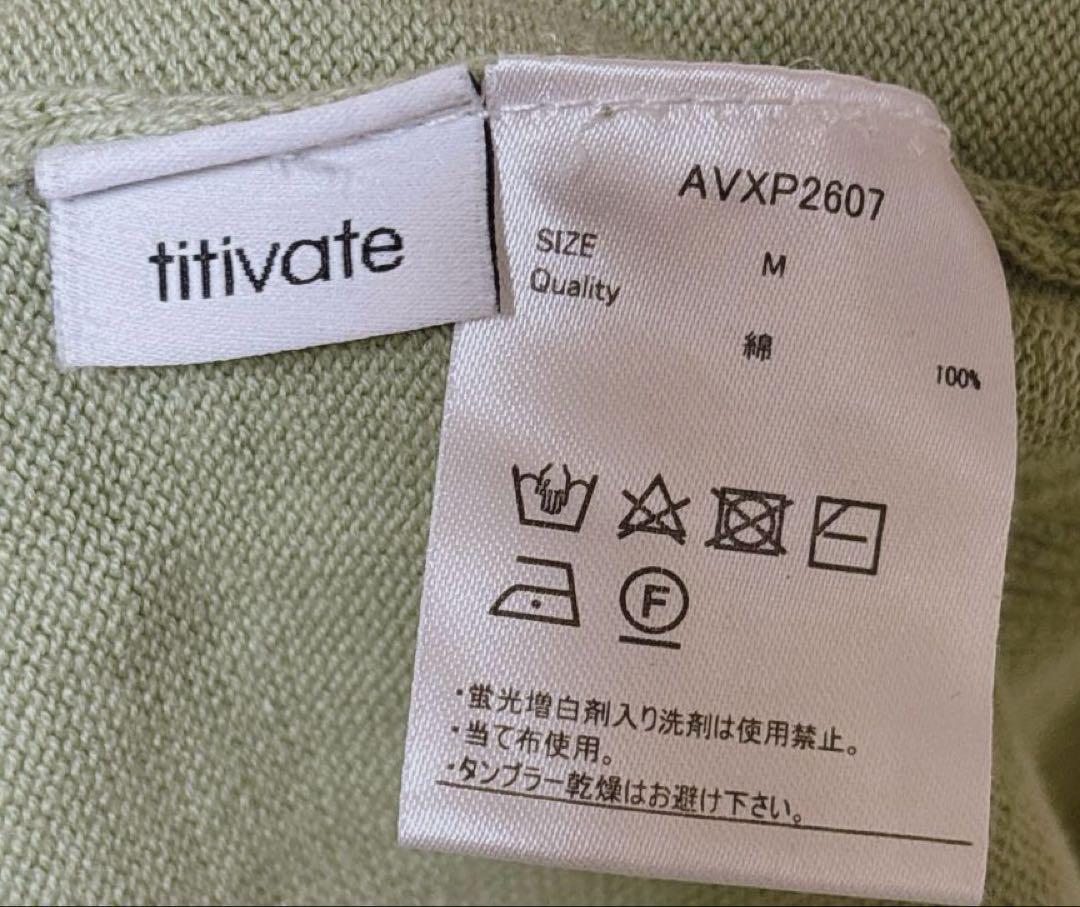 titivate
AVXP2607
SIZE M
Quality
綿 100%
F
・蛍光増白剤入り洗剤は使用禁止。
・当て布使用。
・タンブラー乾燥はお避け下さい。